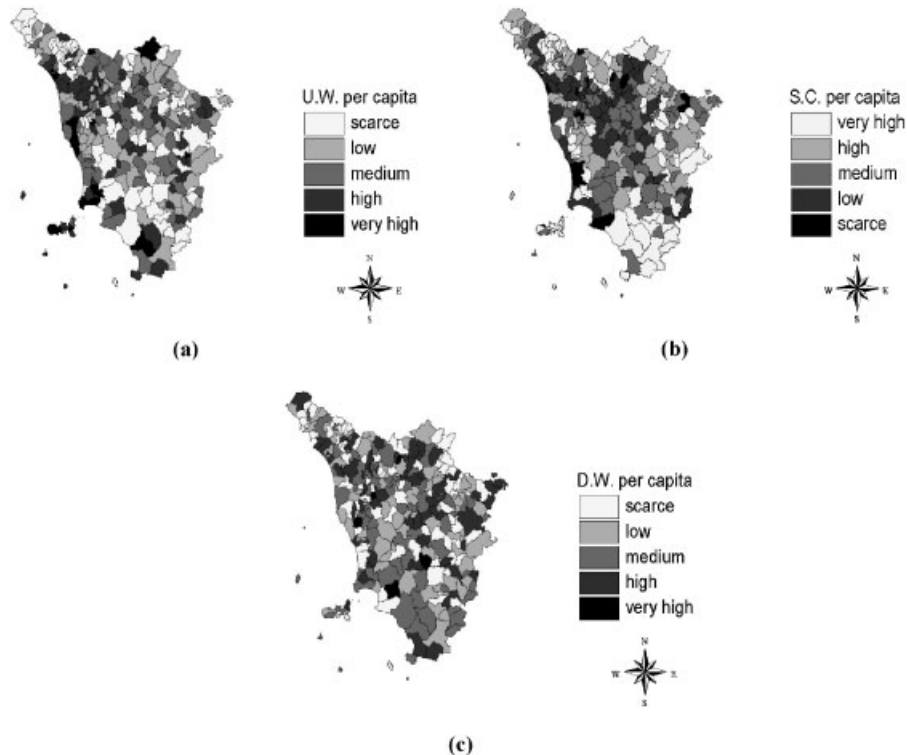 U.W. per capita
scarce
low
medium
high
very high
N
W E
S
(a)
S.C. per capita
very high
high
medium
low
scarce
N
W E
S
(b)
D.W. per capita
scarce
low
medium
high
very high
N
W E
S
(c)